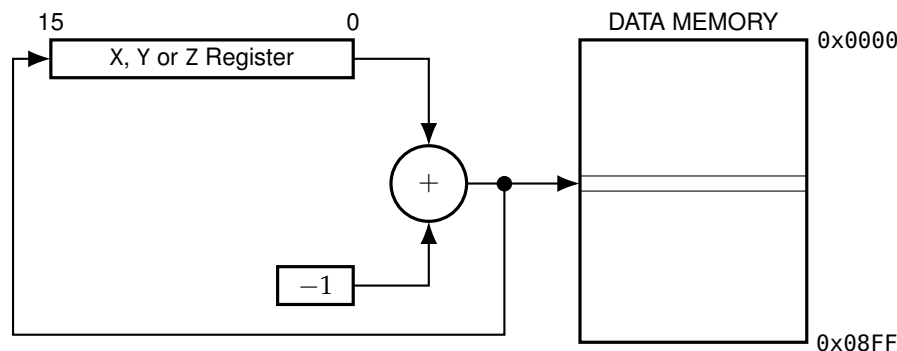 15 0 DATA MEMORY
X, Y or Z Register 0x0000
+
−1
0x08FF